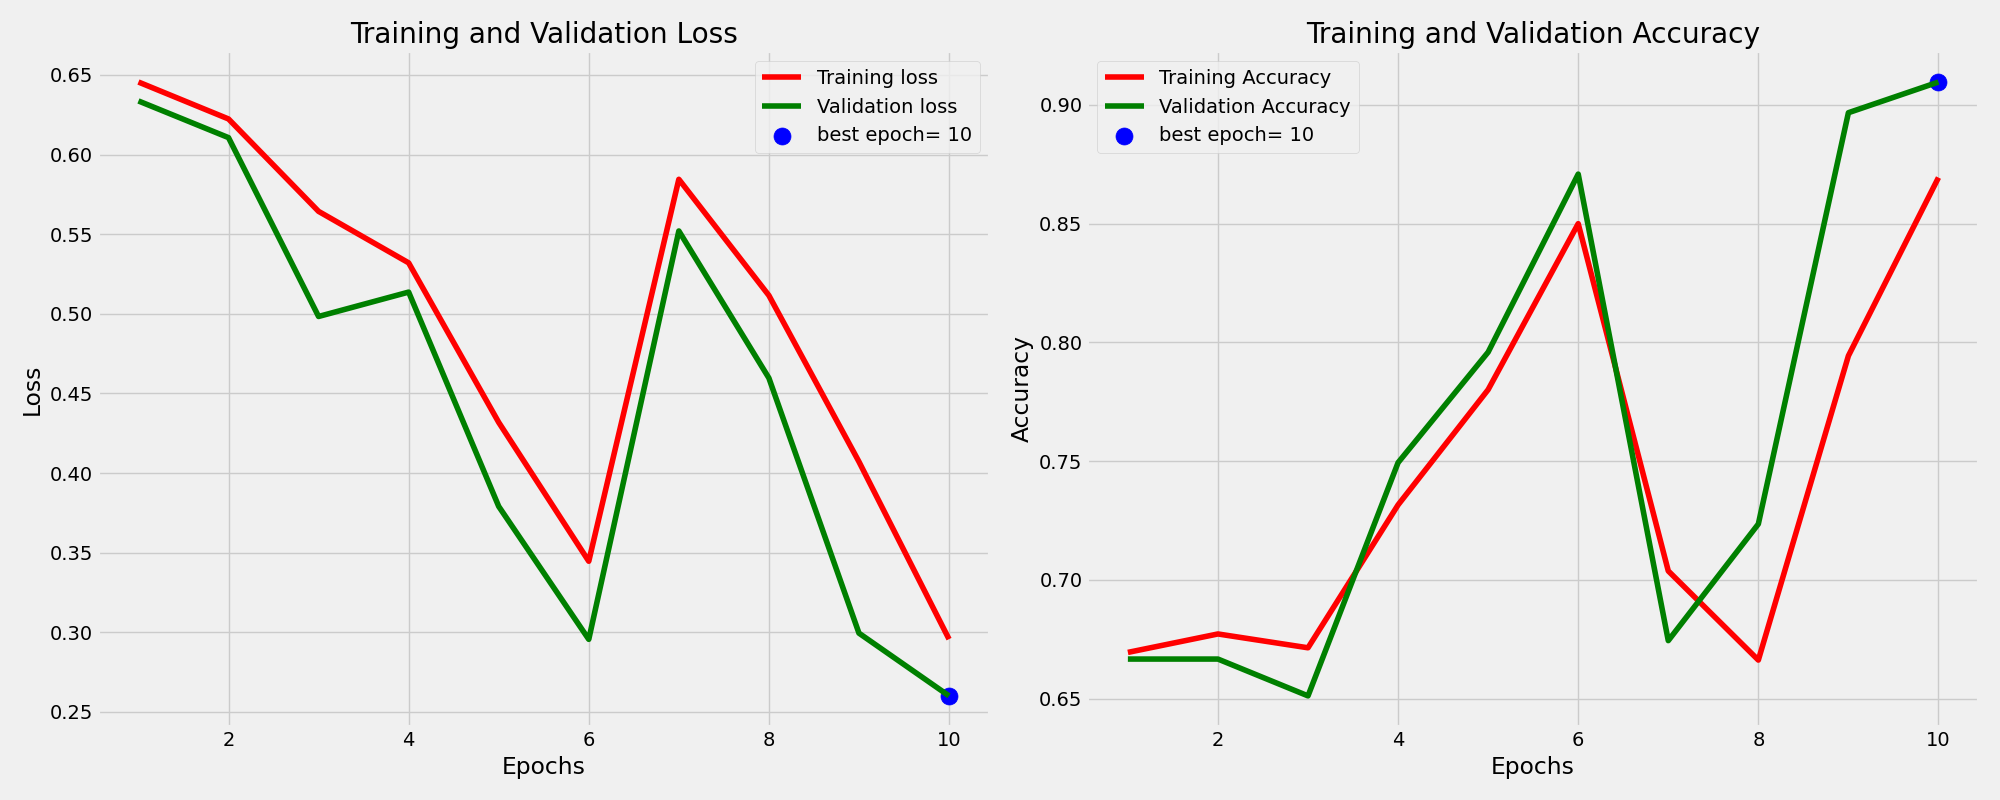 Training and Validation Loss
Training loss
Validation loss
best epoch= 10
0.65
0.60
0.55
0.50
0.45
0.40
0.35
0.30
0.25
Loss
2 4 6 8 10
Epochs
Training and Validation Accuracy
Training Accuracy
Validation Accuracy
best epoch= 10
0.90
0.85
0.80
0.75
0.70
0.65
Accuracy
2 4 6 8 10
Epochs